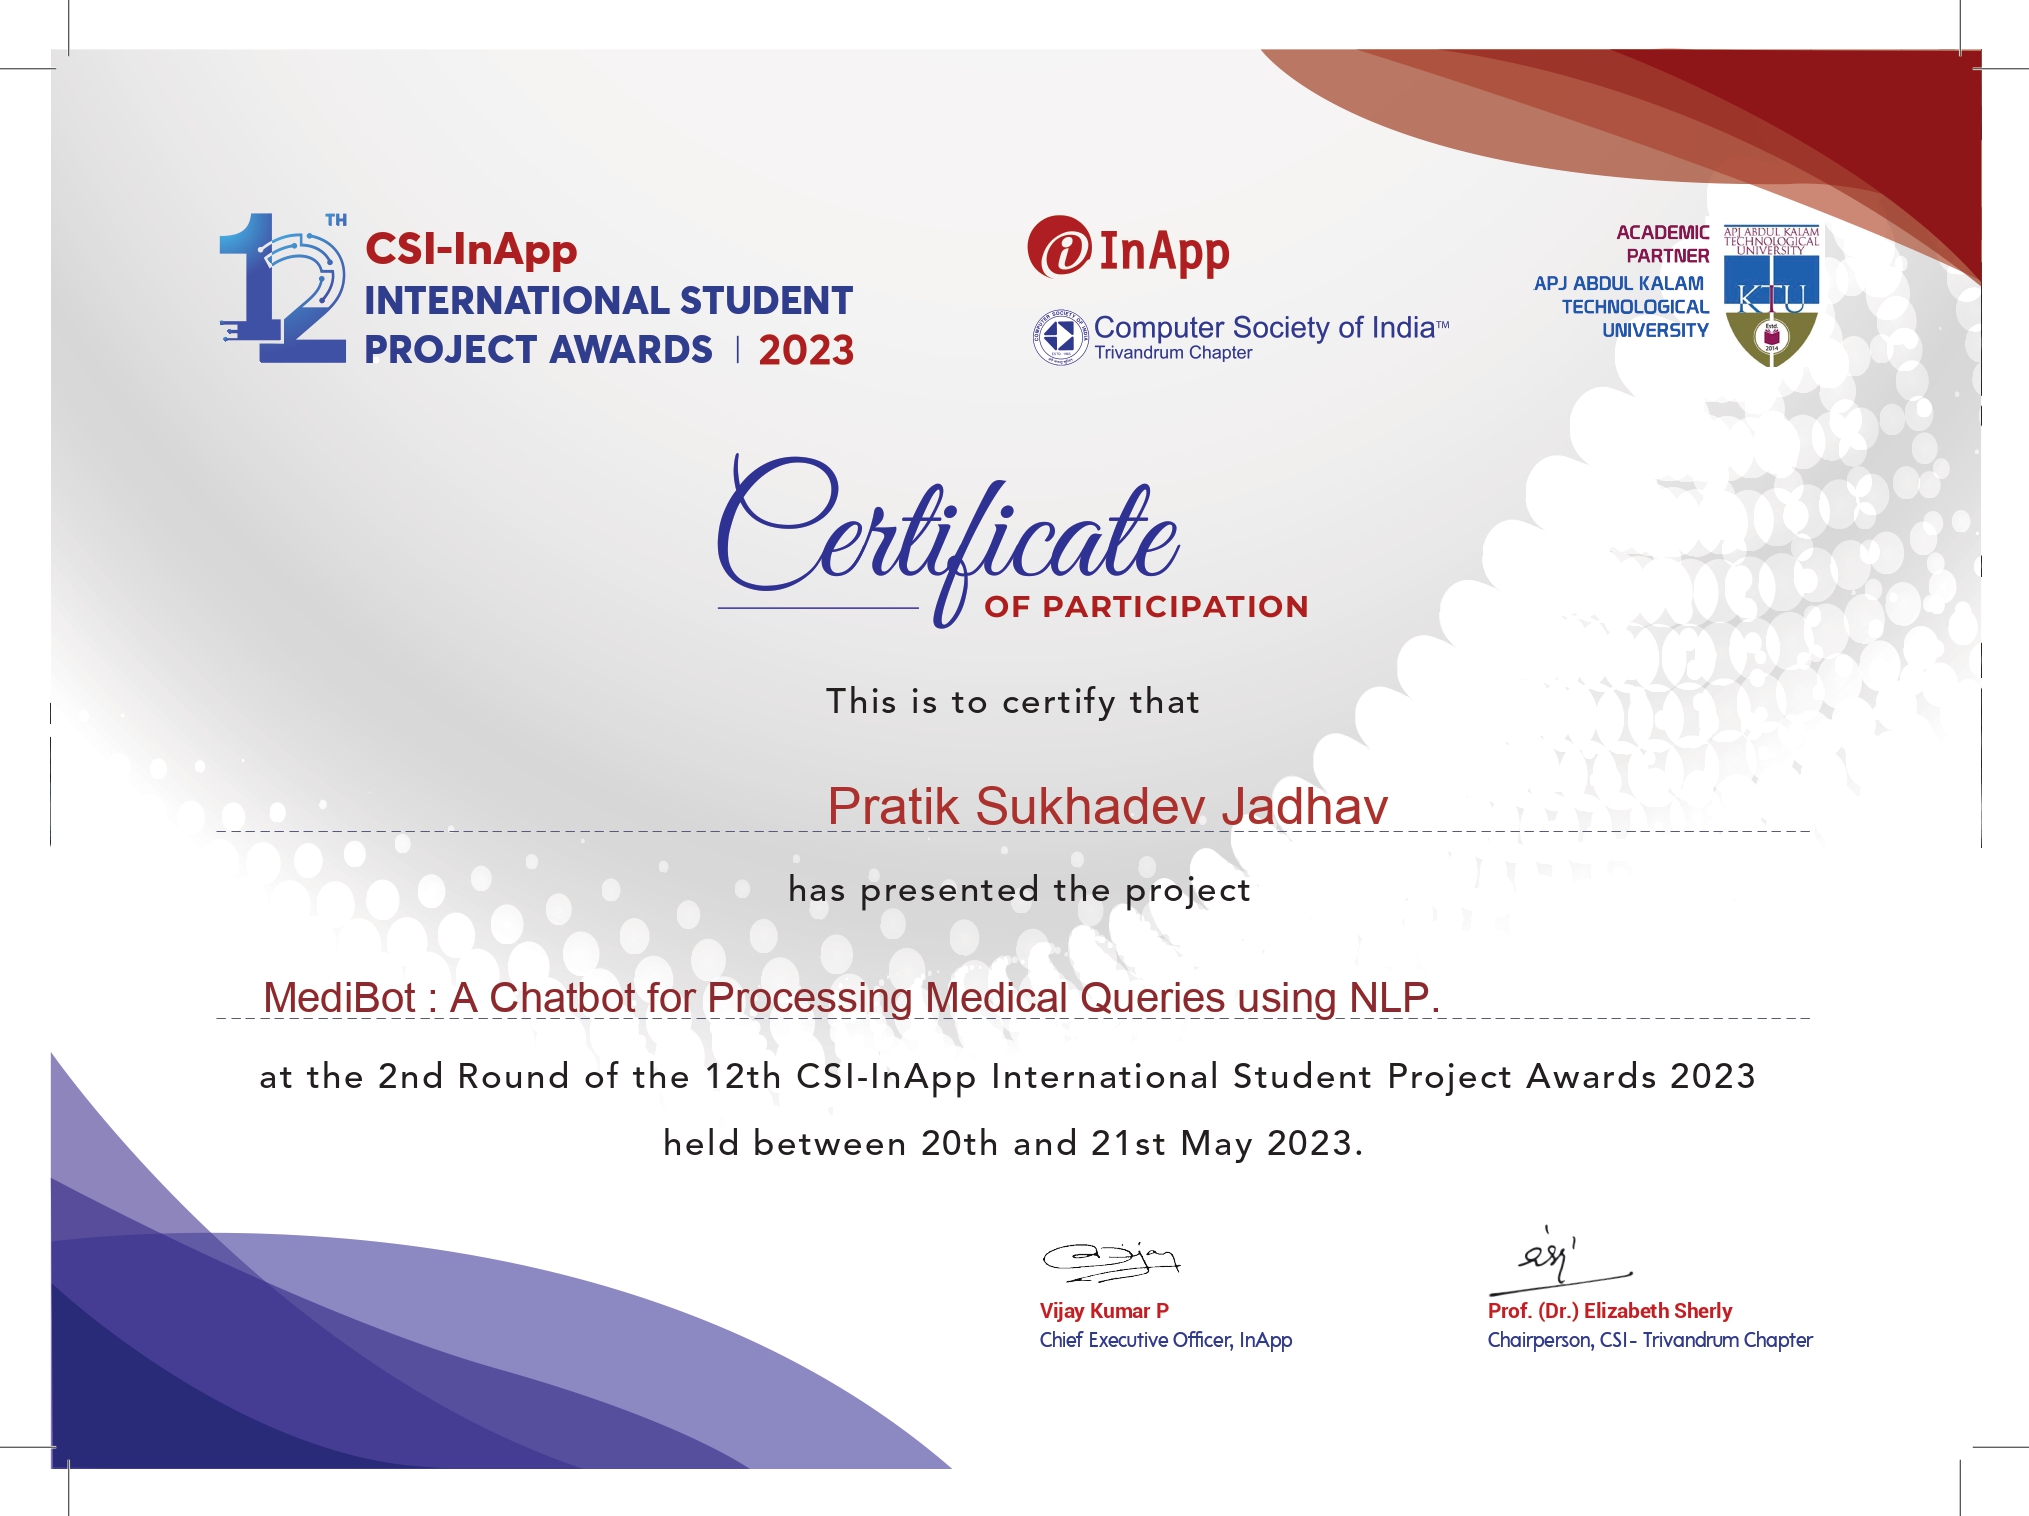 12TH
CSI-InApp
INTERNATIONAL STUDENT
PROJECT AWARDS | 2023
i InApp
Computer Society of India™
Trivandrum Chapter
ACADEMIC
PARTNER
APJ ABDUL KALAM
TECHNOLOGICAL
UNIVERSITY
APJ ABDUL KALAM
TECHNOLOGICAL
UNIVERSITY
KTU
Estd.
2014
Certificate
OF PARTICIPATION
This is to certify that
Pratik Sukhadev Jadhav
has presented the project
MediBot : A Chatbot for Processing Medical Queries using NLP.
at the 2nd Round of the 12th CSI-InApp International Student Project Awards 2023
held between 20th and 21st May 2023.
Vijay Kumar P
Chief Executive Officer, InApp
Prof. (Dr.) Elizabeth Sherly
Chairperson, CSI- Trivandrum Chapter